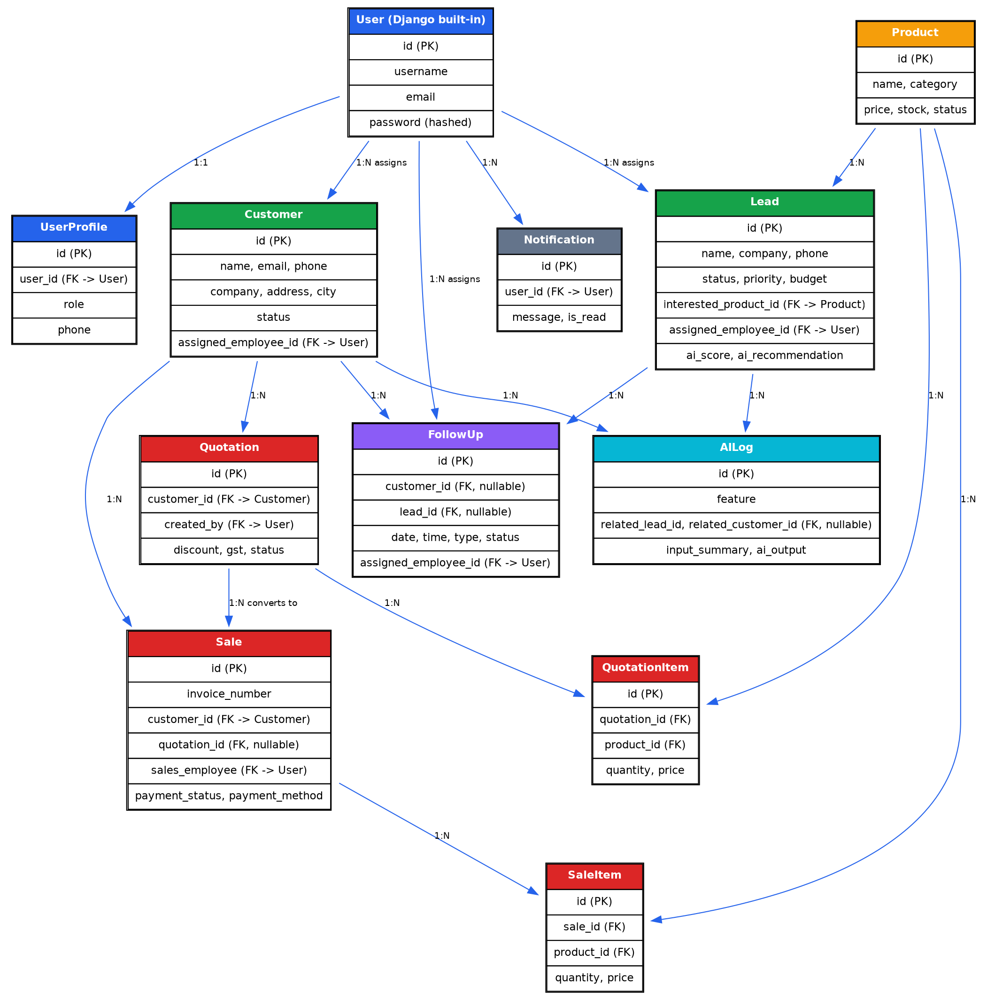 User (Django built-in)
id (PK)
username
email
password (hashed)
Product
id (PK)
name, category
price, stock, status
1:1
1:N assigns
1:N
1:N assigns
1:N
UserProfile
id (PK)
user_id (FK -> User)
role
phone
Customer
id (PK)
name, email, phone
company, address, city
status
assigned_employee_id (FK -> User)
1:N assigns
Notification
id (PK)
user_id (FK -> User)
message, is_read
Lead
id (PK)
name, company, phone
status, priority, budget
interested_product_id (FK -> Product)
assigned_employee_id (FK -> User)
ai_score, ai_recommendation
1:N
1:N
1:N
1:N
1:N
1:N
1:N
Quotation
id (PK)
customer_id (FK -> Customer)
created_by (FK -> User)
discount, gst, status
FollowUp
id (PK)
customer_id (FK, nullable)
lead_id (FK, nullable)
date, time, type, status
assigned_employee_id (FK -> User)
AILog
id (PK)
feature
related_lead_id, related_customer_id (FK, nullable)
input_summary, ai_output
1:N
1:N converts to
1:N
Sale
id (PK)
invoice_number
customer_id (FK -> Customer)
quotation_id (FK, nullable)
sales_employee (FK -> User)
payment_status, payment_method
QuotationItem
id (PK)
quotation_id (FK)
product_id (FK)
quantity, price
1:N
SaleItem
id (PK)
sale_id (FK)
product_id (FK)
quantity, price